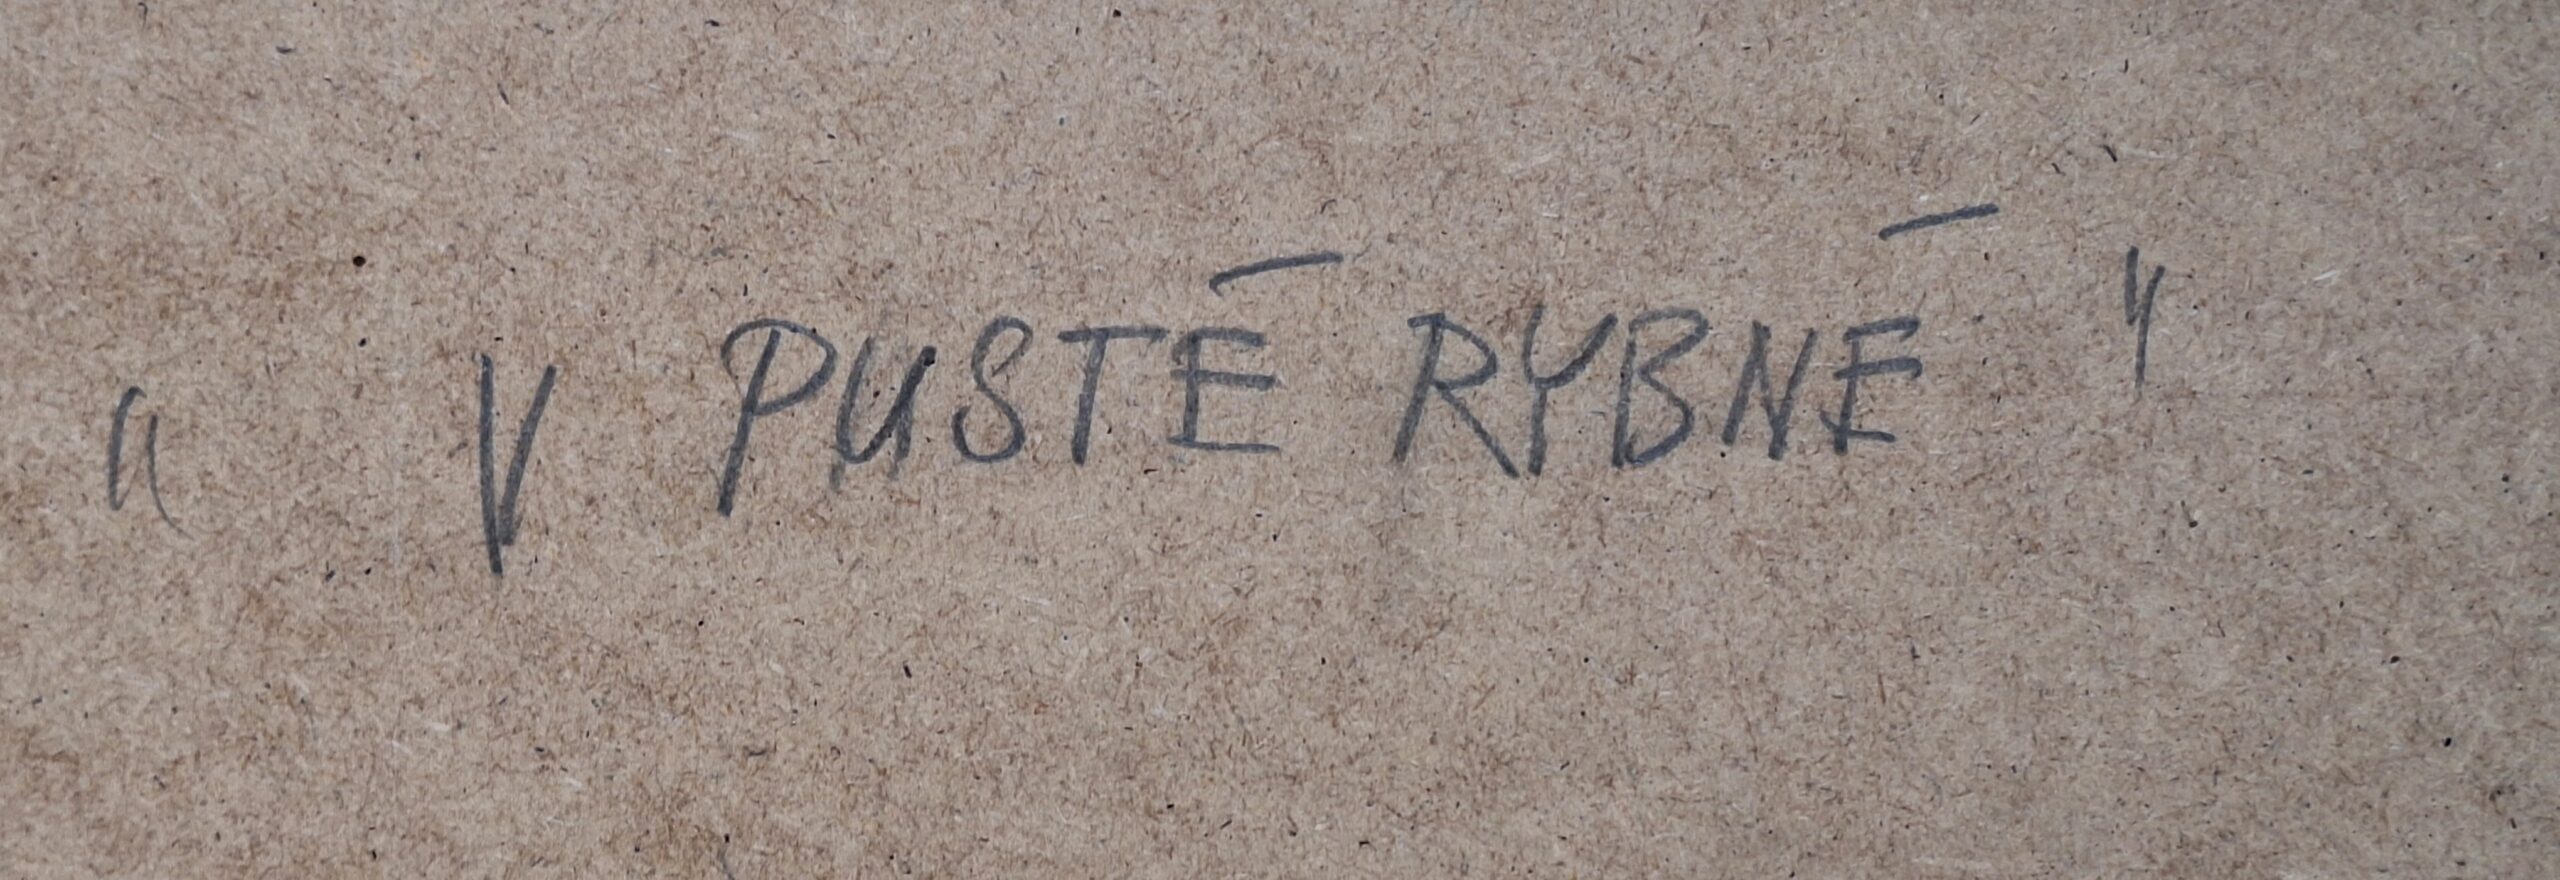 " V PUSTÉ RYBNÉ "